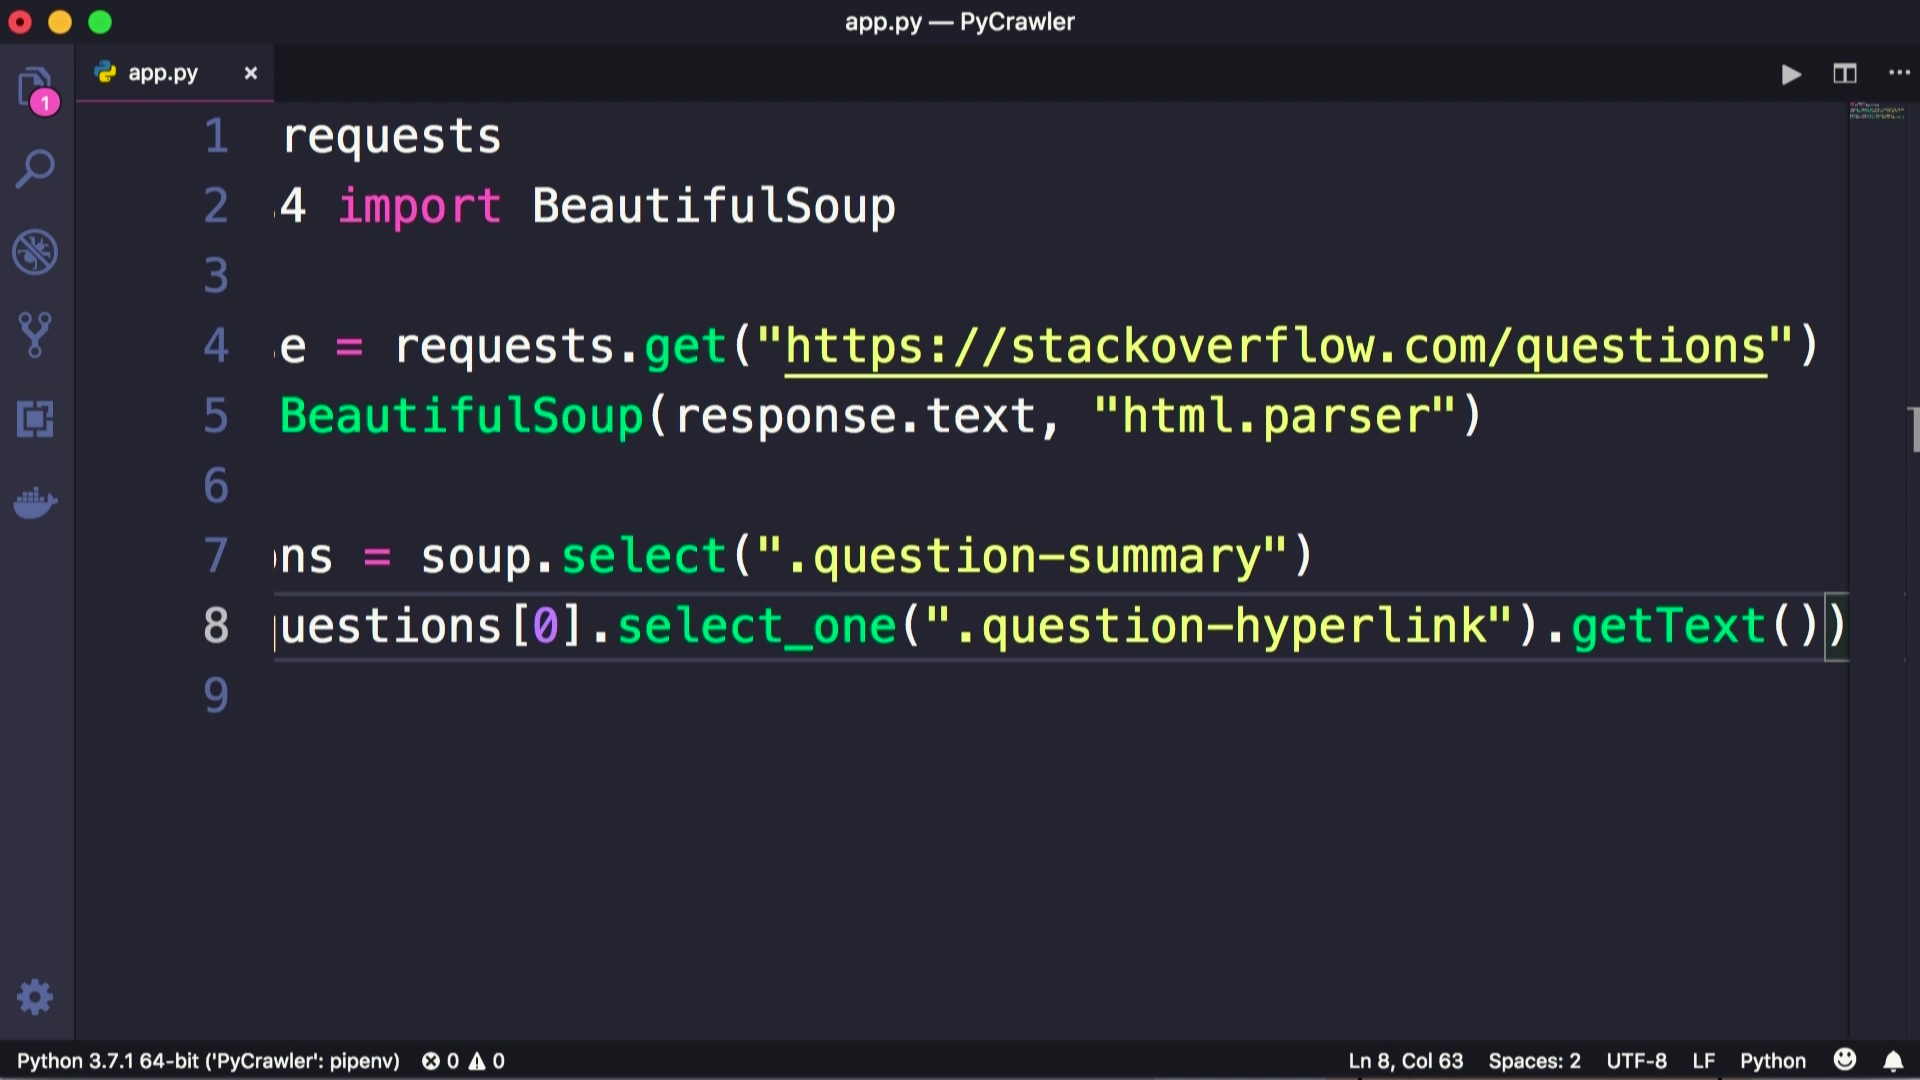 app.py — PyCrawler
app.py ×
1
1 requests
2 4 import BeautifulSoup
3
4 e = requests.get("https://stackoverflow.com/questions")
5 BeautifulSoup(response.text, "html.parser")
6
7 ns = soup.select(".question-summary")
8 uestions[0].select_one(".question-hyperlink").getText())
9
Python 3.7.1 64-bit ('PyCrawler': pipenv) 0 0 Ln 8, Col 63 Spaces: 2 UTF-8 LF Python